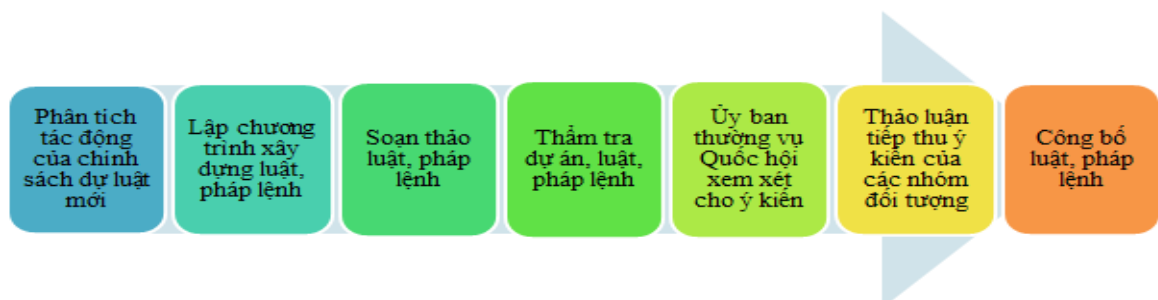 Phân tích
tác động
của chính
sách dự luật
mới
Lập chương
trình xây
dựng luật,
pháp lệnh
Soạn thảo
luật, pháp
lệnh
Thẩm tra
dự án, luật,
pháp lệnh
Ủy ban
thường vụ
Quốc hội
xem xét
cho ý kiến
Thảo luận
tiếp thu ý
kiến của
các nhóm
đối tượng
Công bố
luật, pháp
lệnh